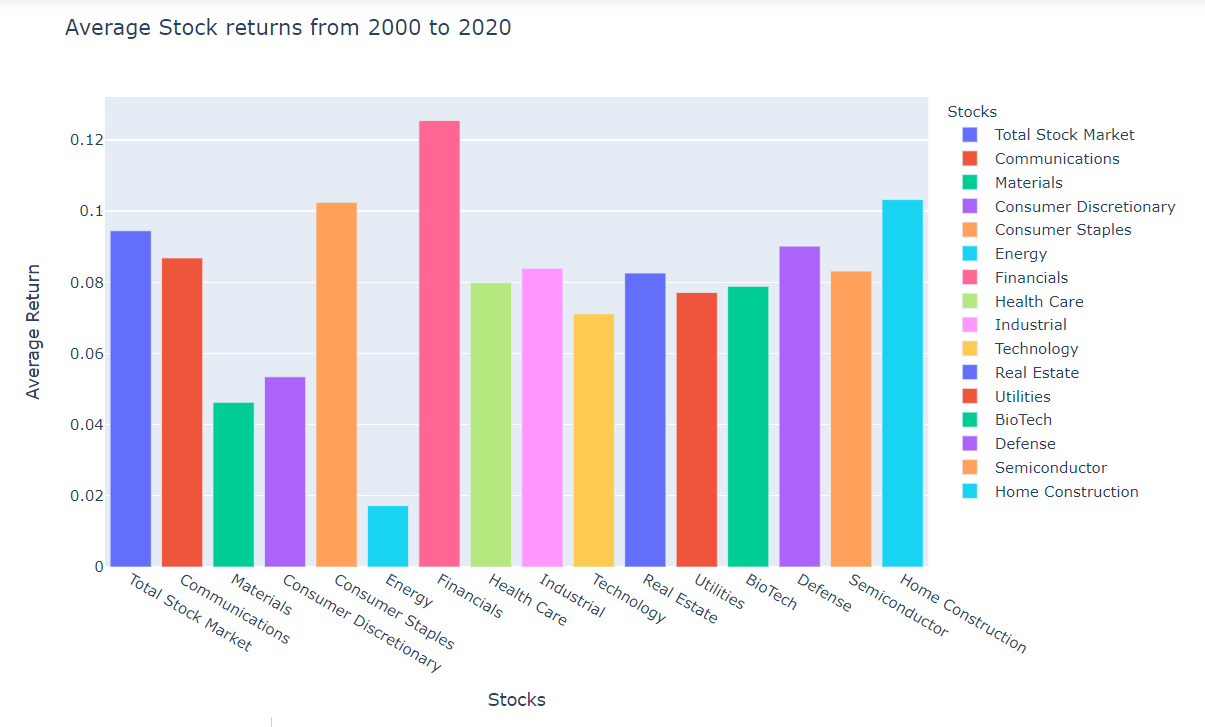 Average Stock returns from 2000 to 2020
Average Return
0.12
0.1
0.08
0.06
0.04
0.02
0
Total Stock Market
Communications
Materials
Consumer Discretionary
Consumer Staples
Energy
Financials
Health Care
Industrial
Technology
Real Estate
Utilities
BioTech
Defense
Semiconductor
Home Construction
Stocks
Stocks
Total Stock Market
Communications
Materials
Consumer Discretionary
Consumer Staples
Energy
Financials
Health Care
Industrial
Technology
Real Estate
Utilities
BioTech
Defense
Semiconductor
Home Construction